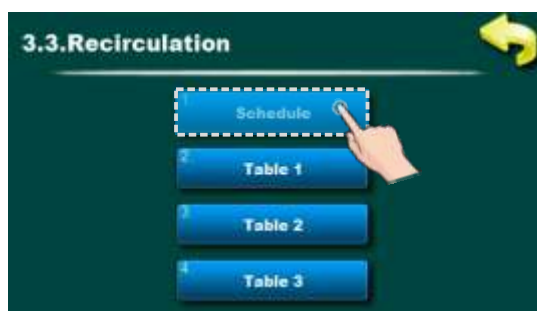 3.3.Recirculation
1
Schedule
2
Table 1
3
Table 2
4
Table 3